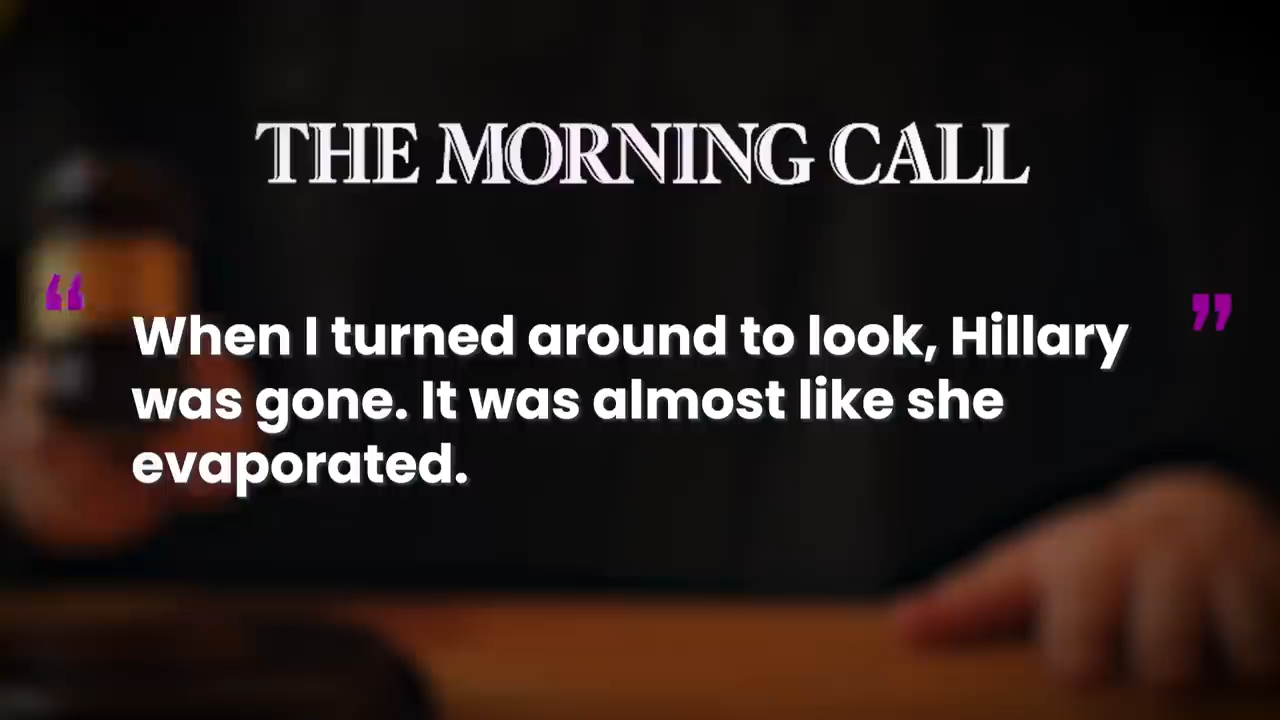 THE MORNING CALL
“ When I turned around to look, Hillary ”
was gone. It was almost like she
evaporated.